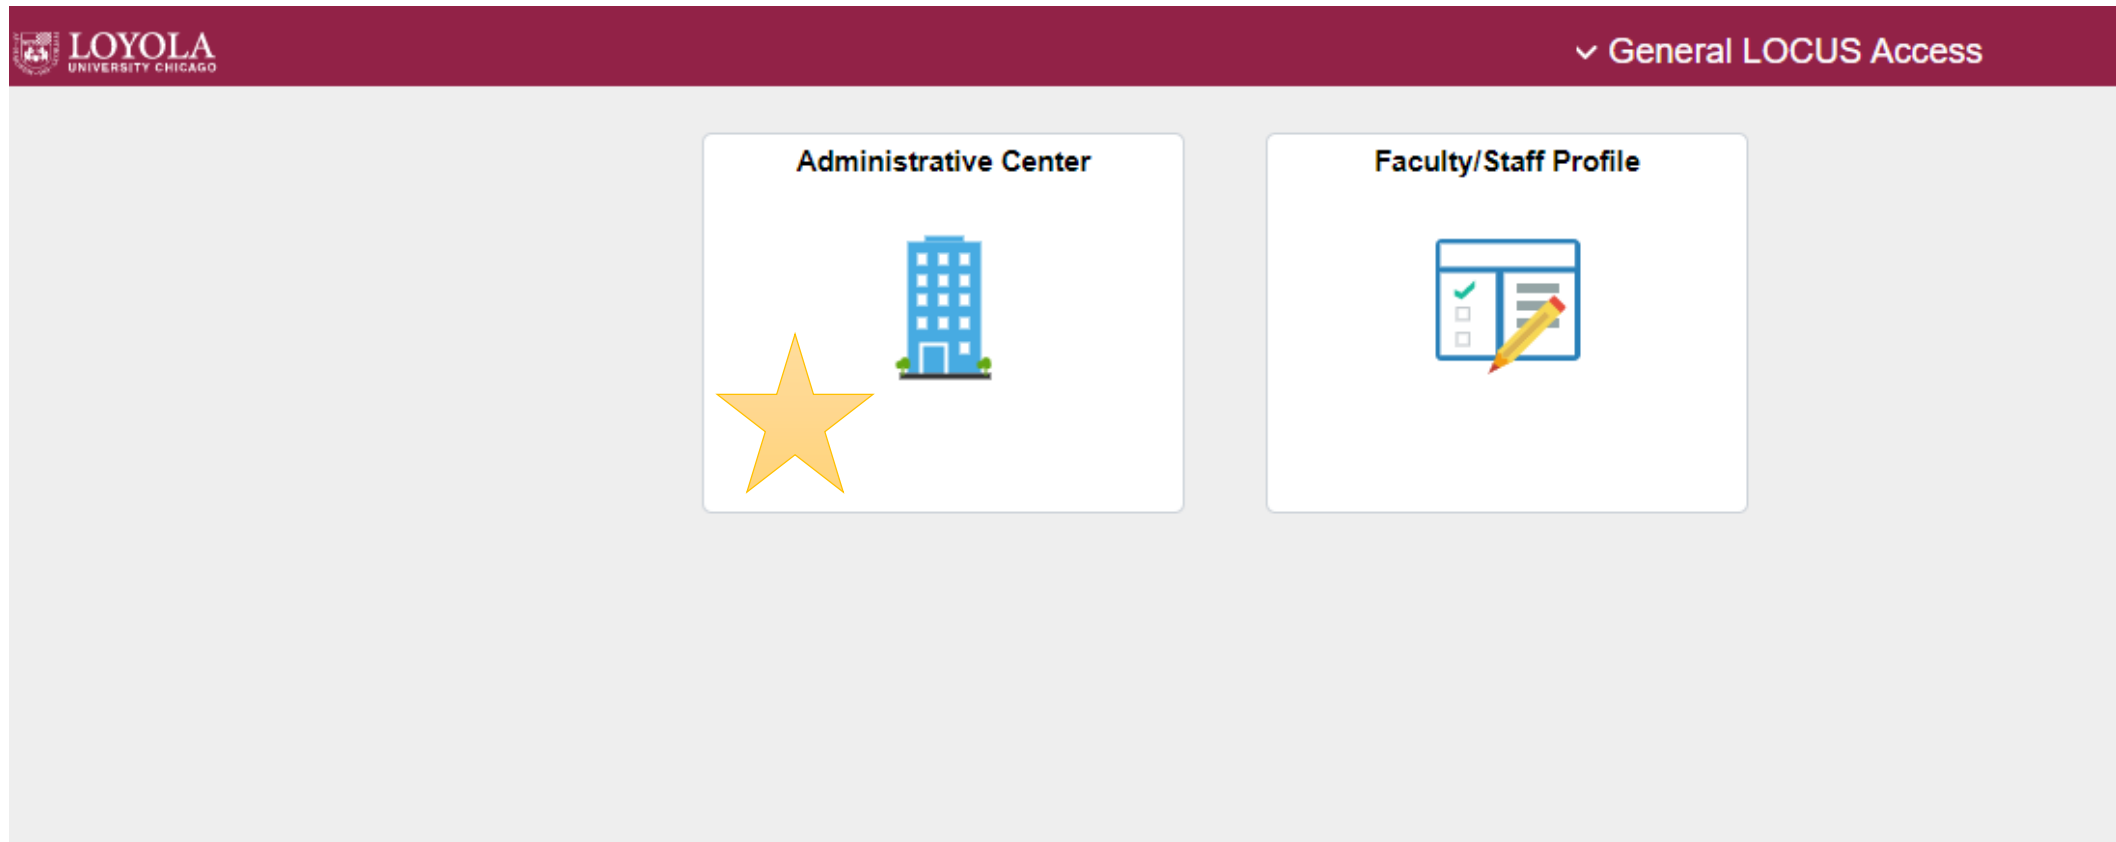 LOYOLA
UNIVERSITY CHICAGO
General LOCUS Access
Administrative Center
Faculty/Staff Profile